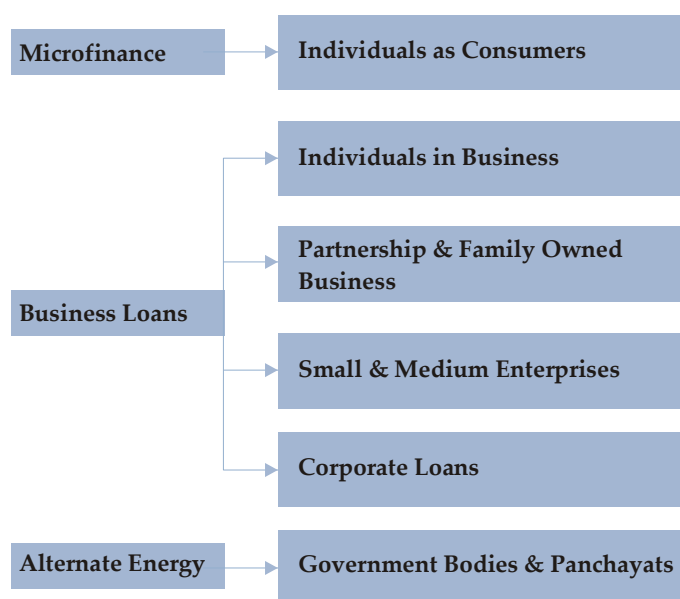 Microfinance
Individuals as Consumers
Individuals in Business
Partnership & Family Owned
Business
Business Loans
Small & Medium Enterprises
Corporate Loans
Alternate Energy
Government Bodies & Panchayats